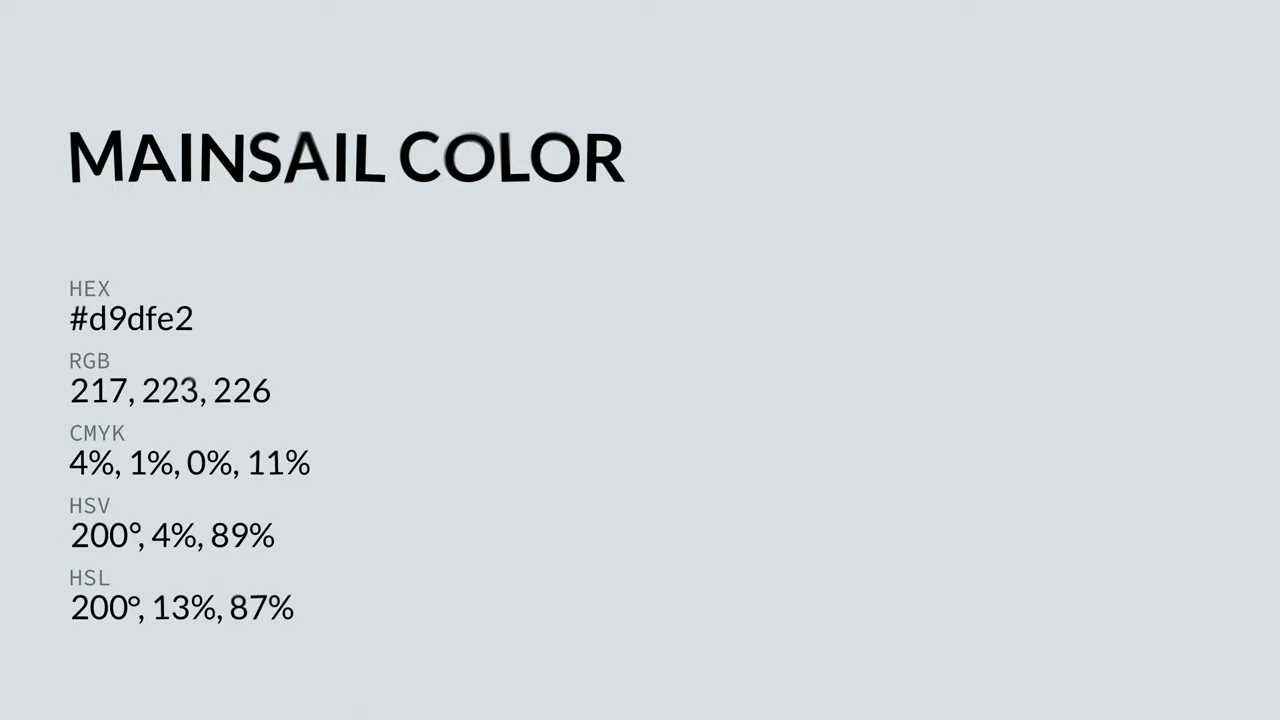 MAINSAIL COLOR
HEX
#d9dfe2
RGB
217, 223, 226
CMYK
4%, 1%, 0%, 11%
HSV
200°, 4%, 89%
HSL
200°, 13%, 87%